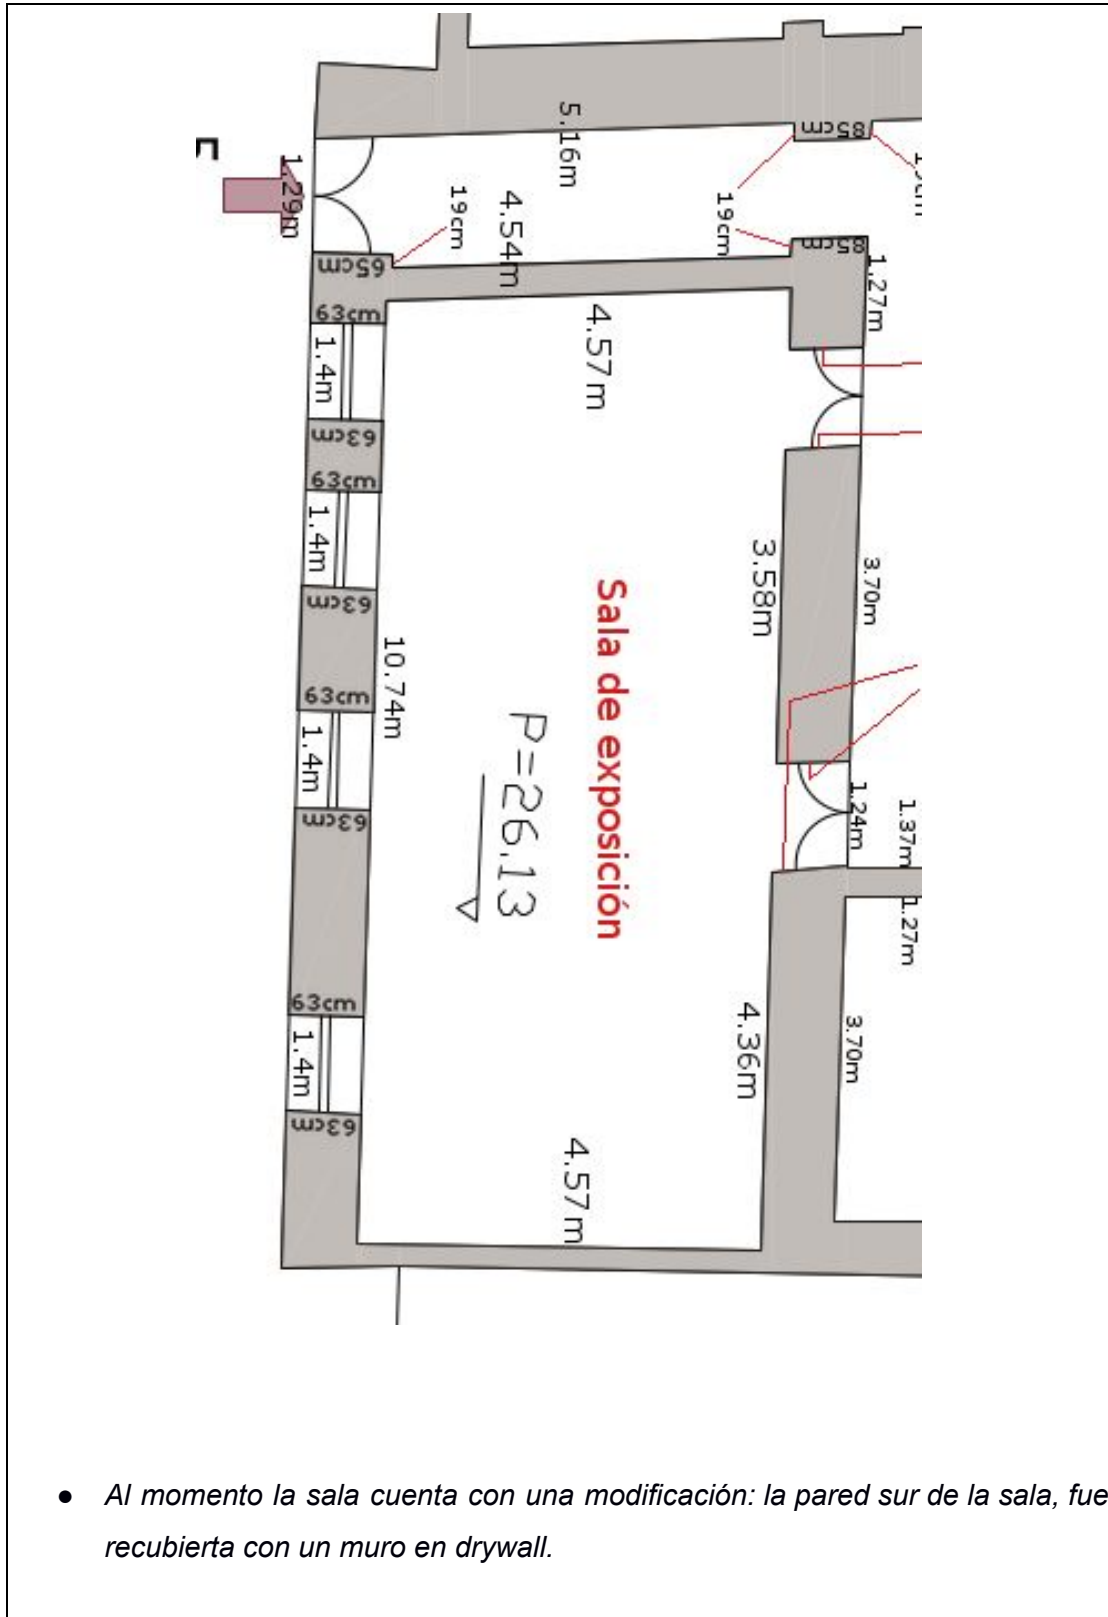 5.16m
85cm
1.29m
19cm
4.54m
19cm
85cm
65cm
1.27m
63cm
4.57m
1.4m
63cm
63cm
1.4m
3.58m
3.70m
63cm
Sala de exposición
10.74m
63cm
P=26.13
1.4m
1.24m
1.37m
63cm
1.27m
63cm
4.36m
3.70m
1.4m
63cm
4.57m
● Al momento la sala cuenta con una modificación: la pared sur de la sala, fue
recubierta con un muro en drywall.